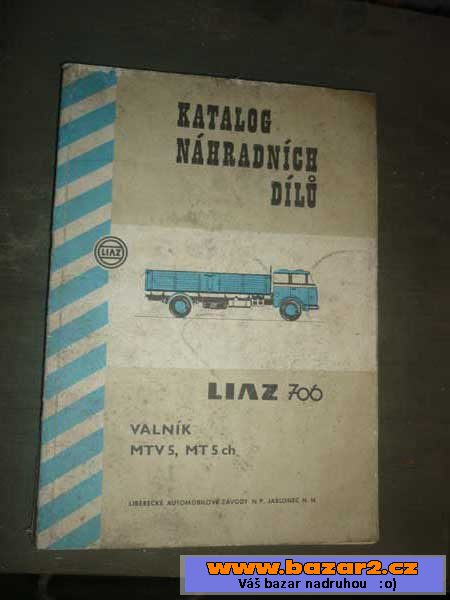 KATALOG
NÁHRADNÍCH
DÍLŮ
LIAZ
LIAZ 706
VALNÍK
MTV 5, MT 5 ch
LIBERECKÉ AUTOMOBILOVÉ ZÁVODY N. P. JABLONEC N. N.
www.bazar2.cz
Váš bazar nadruhou :o)